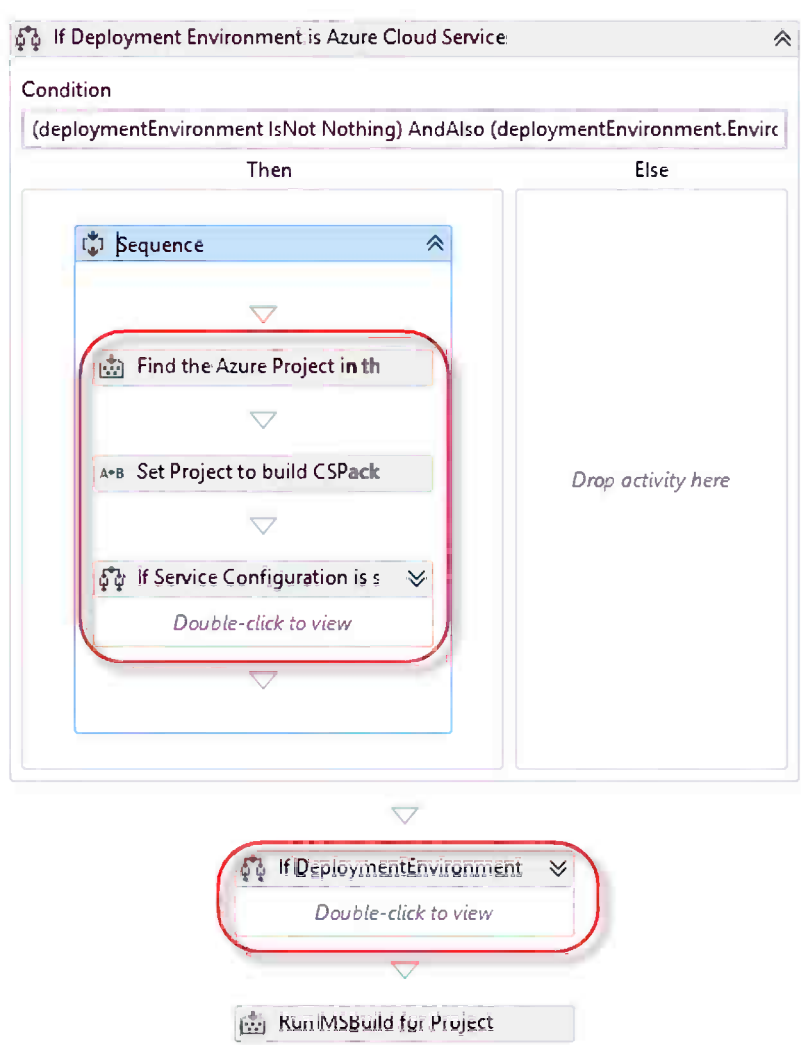 If Deployment Environment is Azure Cloud Service
Condition
(deploymentEnvironment IsNot Nothing) AndAlso (deploymentEnvironment.Enviro
Then
Else
Sequence
Find the Azure Project in th
A+B Set Project to build CSPack
If Service Configuration is s
Double-click to view
Drop activity here
If DeploymentEnvironment
Double-click to view
Run MSBuild for Project